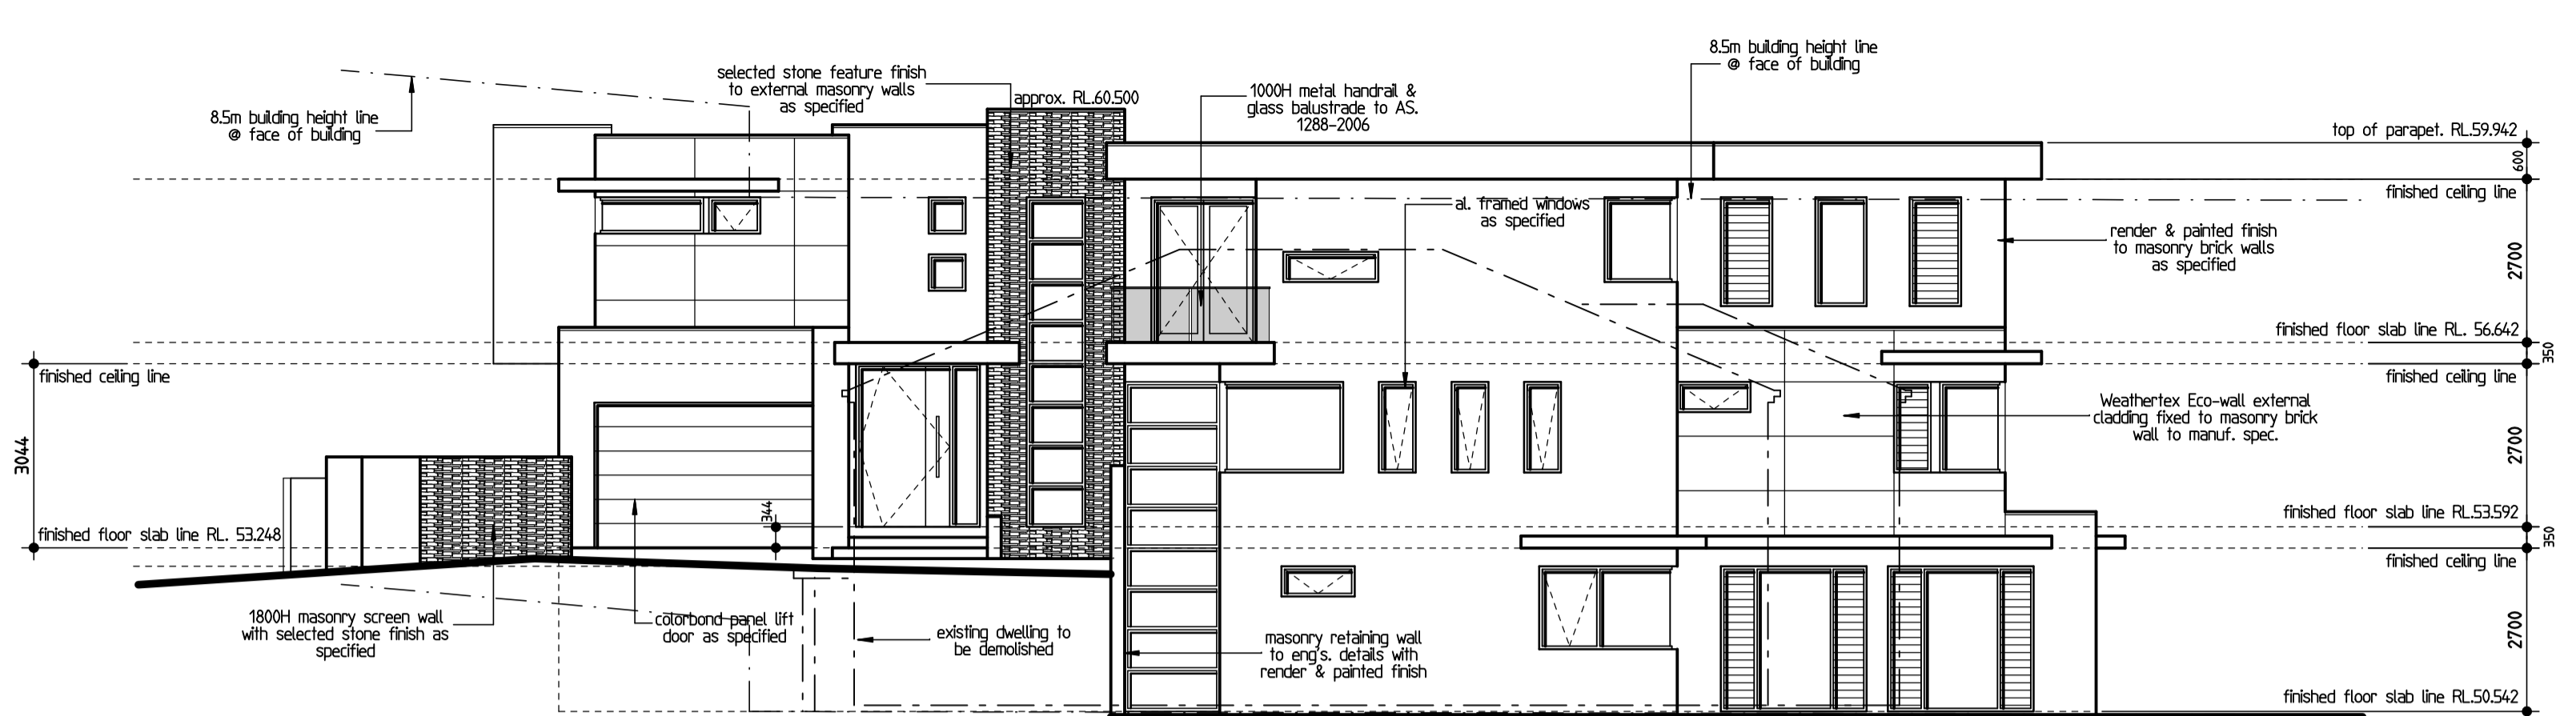 8.5m building height line
@ face of building
selected stone feature finish
to external masonry walls
as specified
approx. RL.60.500
1000H metal handrail &
glass balustrade to AS.
1288-2006
8.5m building height line
@ face of building
top of parapet. RL.59.942
600
finished ceiling line
al. framed windows
as specified
render & painted finish
to masonry brick walls
as specified
2700
finished floor slab line RL. 56.642
350
finished ceiling line
finished ceiling line
Weathertex Eco-wall external
cladding fixed to masonry brick
wall to manuf. spec.
2700
3044
344
finished floor slab line RL. 53.248
finished floor slab line RL.53.592
350
finished ceiling line
1800H masonry screen wall
with selected stone finish as
specified
colorbond panel lift
door as specified
existing dwelling to
be demolished
masonry retaining wall
to eng's. details with
render & painted finish
2700
finished floor slab line RL.50.542